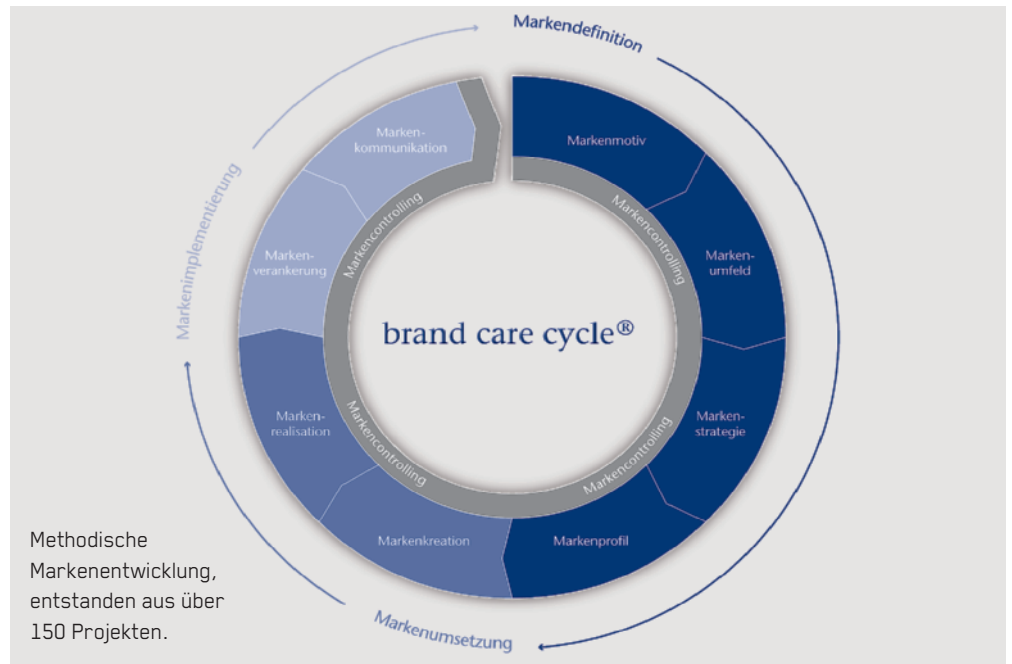 Markendefinition
Markenmotiv
Marken-
umfeld
Marken-
strategie
Markenprofil
Markenumsetzung
Markenkreation
Marken-
realisation
Markenimplementierung
Marken-
verankerung
Marken-
kommunikation
Markencontrolling
Markencontrolling
Markencontrolling
Markencontrolling
brand care cycle®
Methodische
Markenentwicklung,
entstanden aus über
150 Projekten.